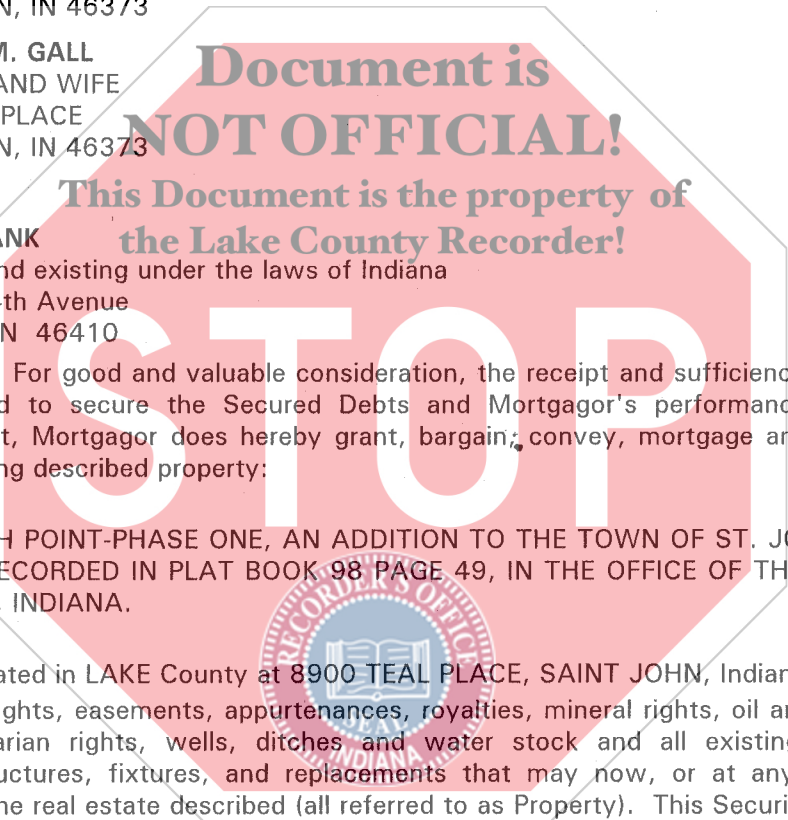 N, IN 46373
M. GALL
AND WIFE
PLACE
N, IN 46373
Document is
NOT OFFICIAL!
This Document is the property of
the Lake County Recorder!
ANK
nd existing under the laws of Indiana
th Avenue
N 46410
STOP
For good and valuable consideration, the receipt and sufficienc
d to secure the Secured Debts and Mortgagor's performanc
t, Mortgagor does hereby grant, bargain, convey, mortgage an
ng described property:
H POINT-PHASE ONE, AN ADDITION TO THE TOWN OF ST. JO
ECORDED IN PLAT BOOK 98 PAGE 49, IN THE OFFICE OF TH
, INDIANA.
RECORDER'S OFFICE
SEAL
INDIANA
ated in LAKE County at 8900 TEAL PLACE, SAINT JOHN, Indian
ghts, easements, appurtenances, royalties, mineral rights, oil an
arian rights, wells, ditches and water stock and all existing
uctures, fixtures, and replacements that may now, or at any
he real estate described (all referred to as Property). This Securi